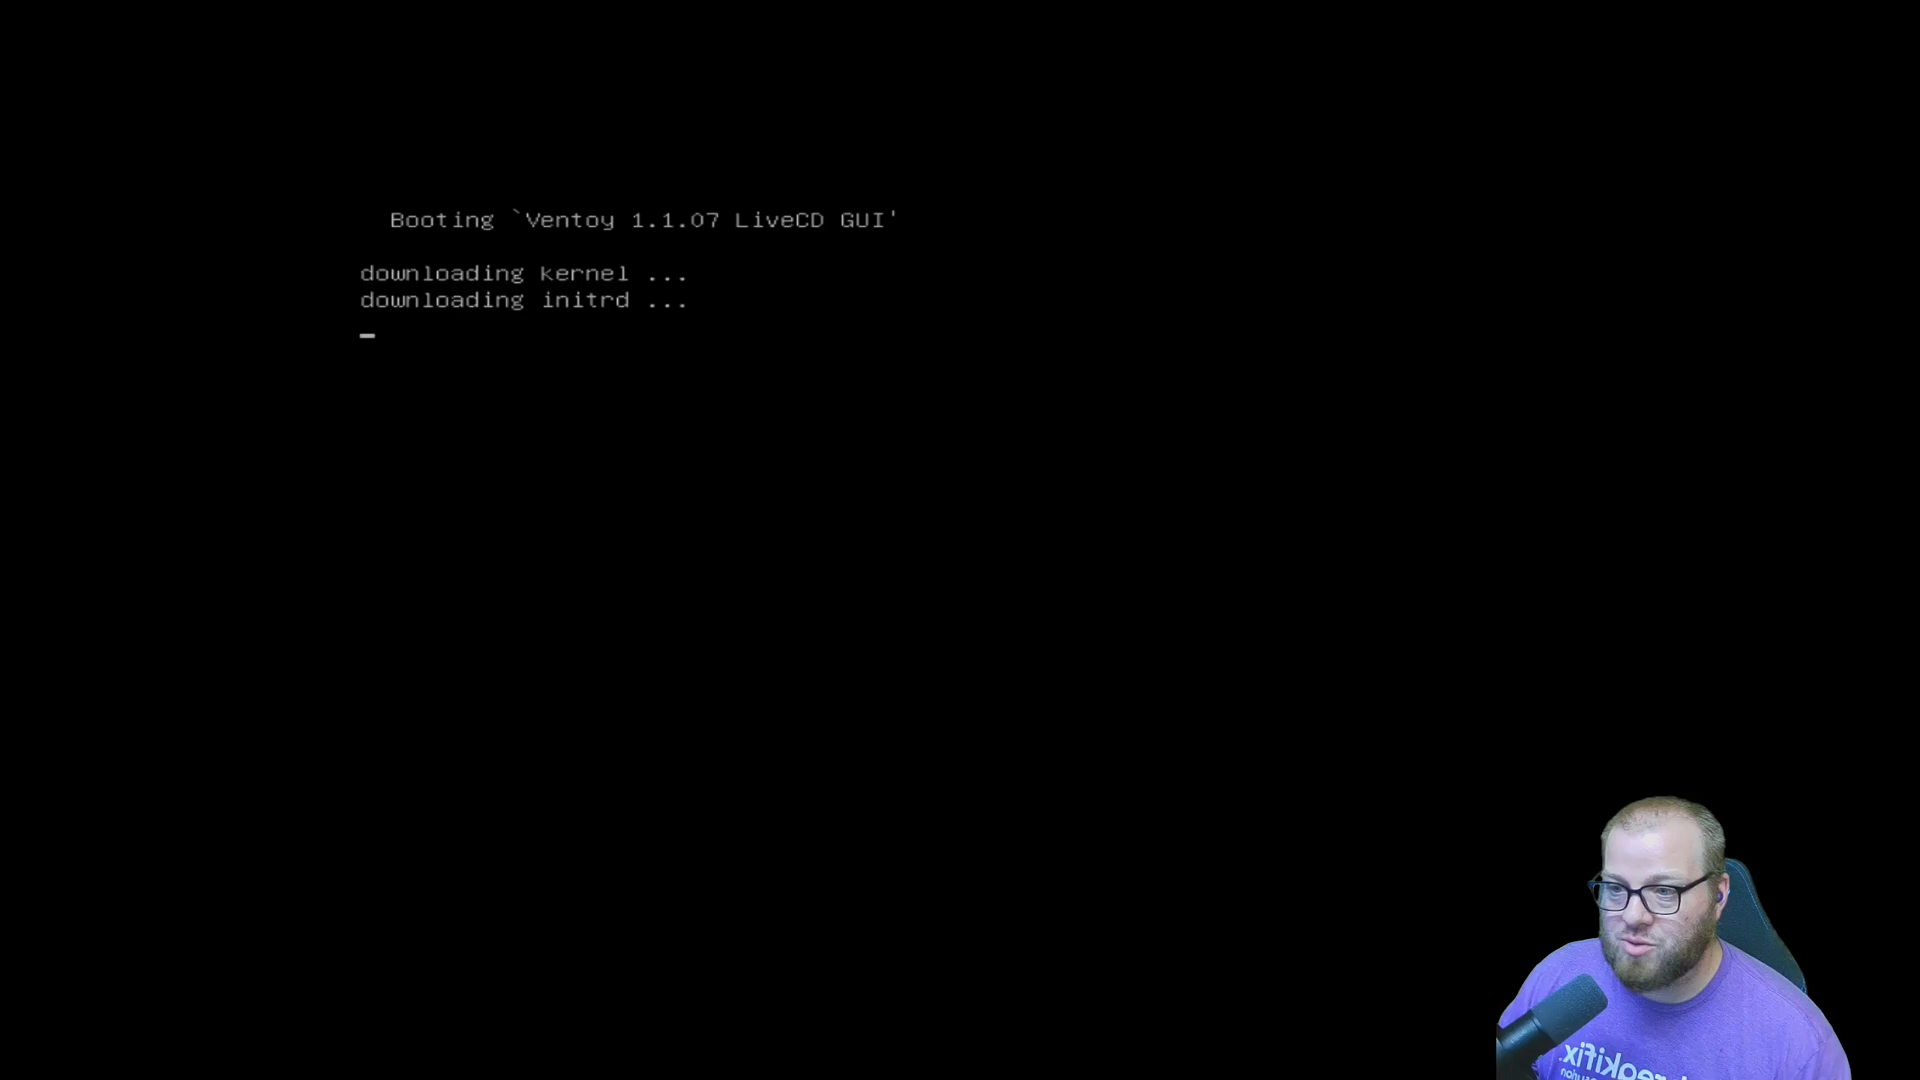 Booting `Ventoy 1.1.07 LiveCD GUI'
downloading kernel ...
downloading initrd ...